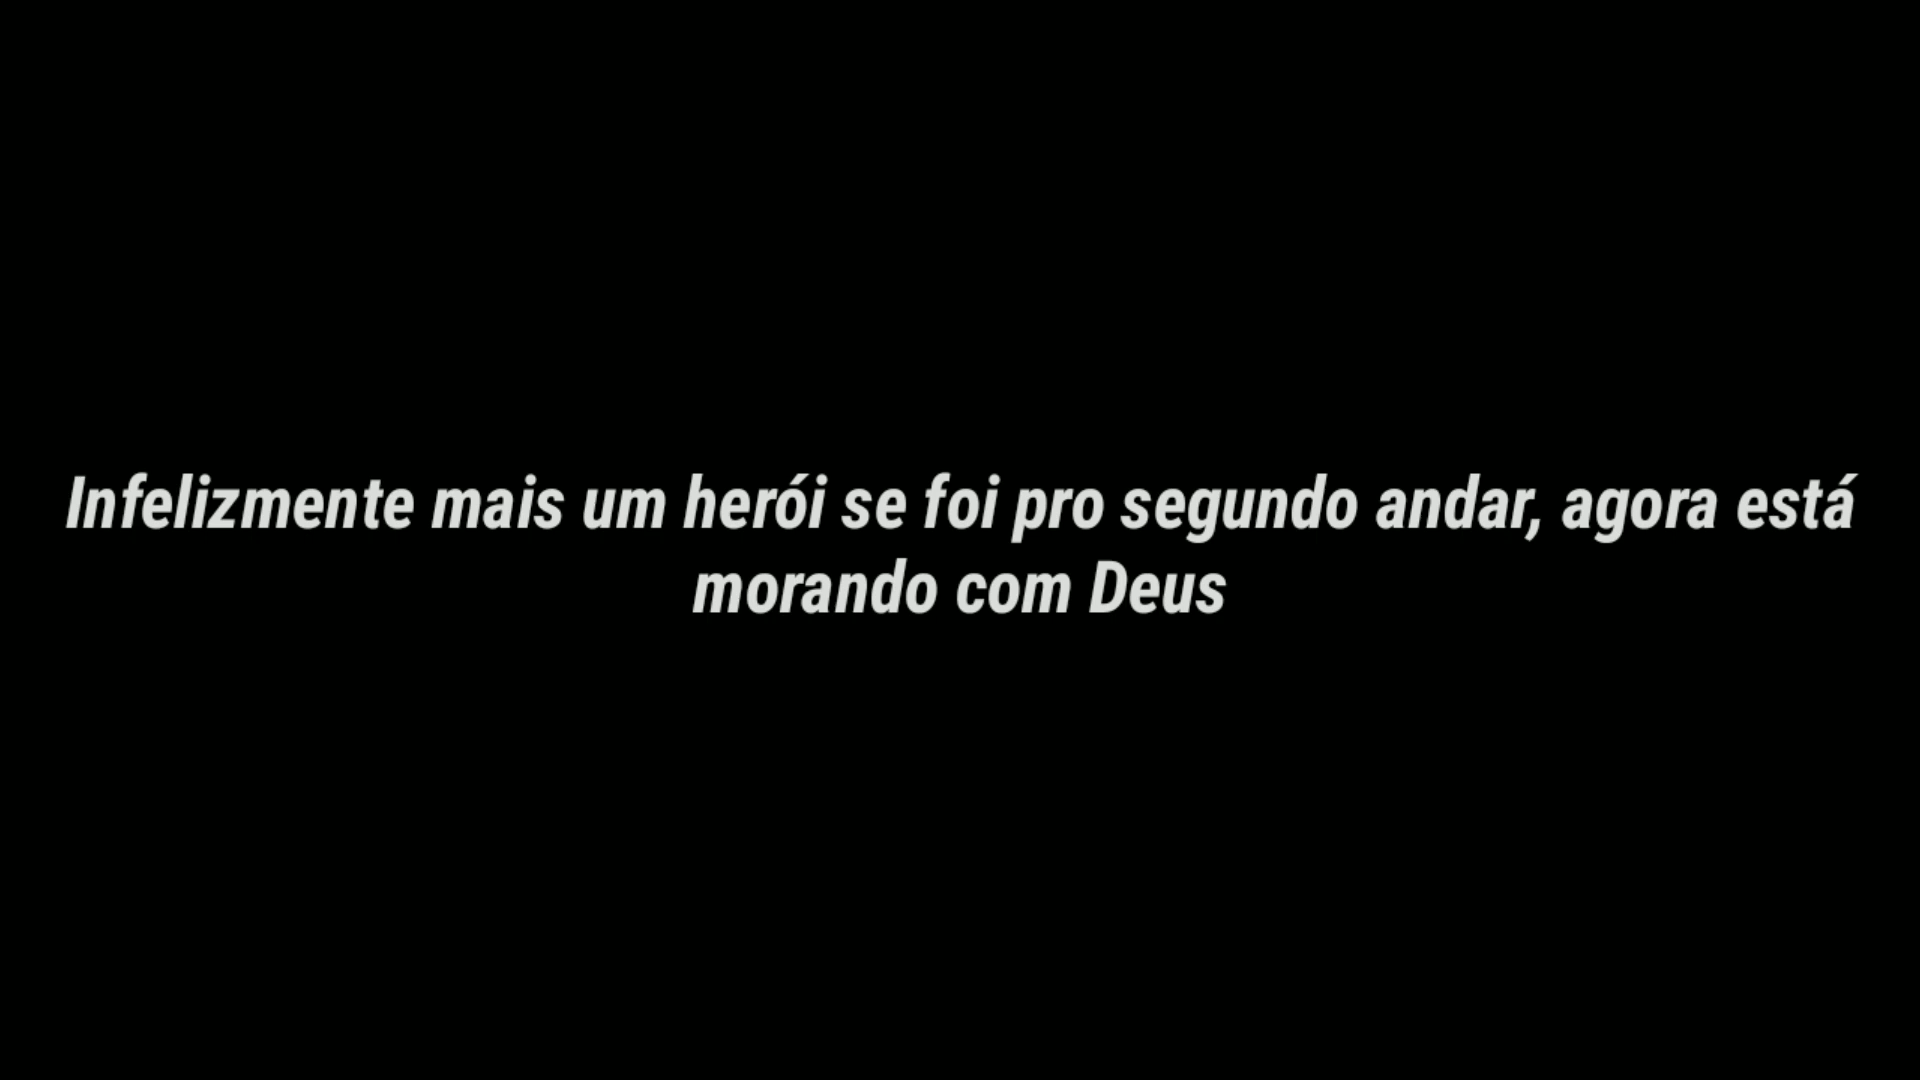 Infelizmente mais um herói se foi pro segundo andar, agora está
morando com Deus